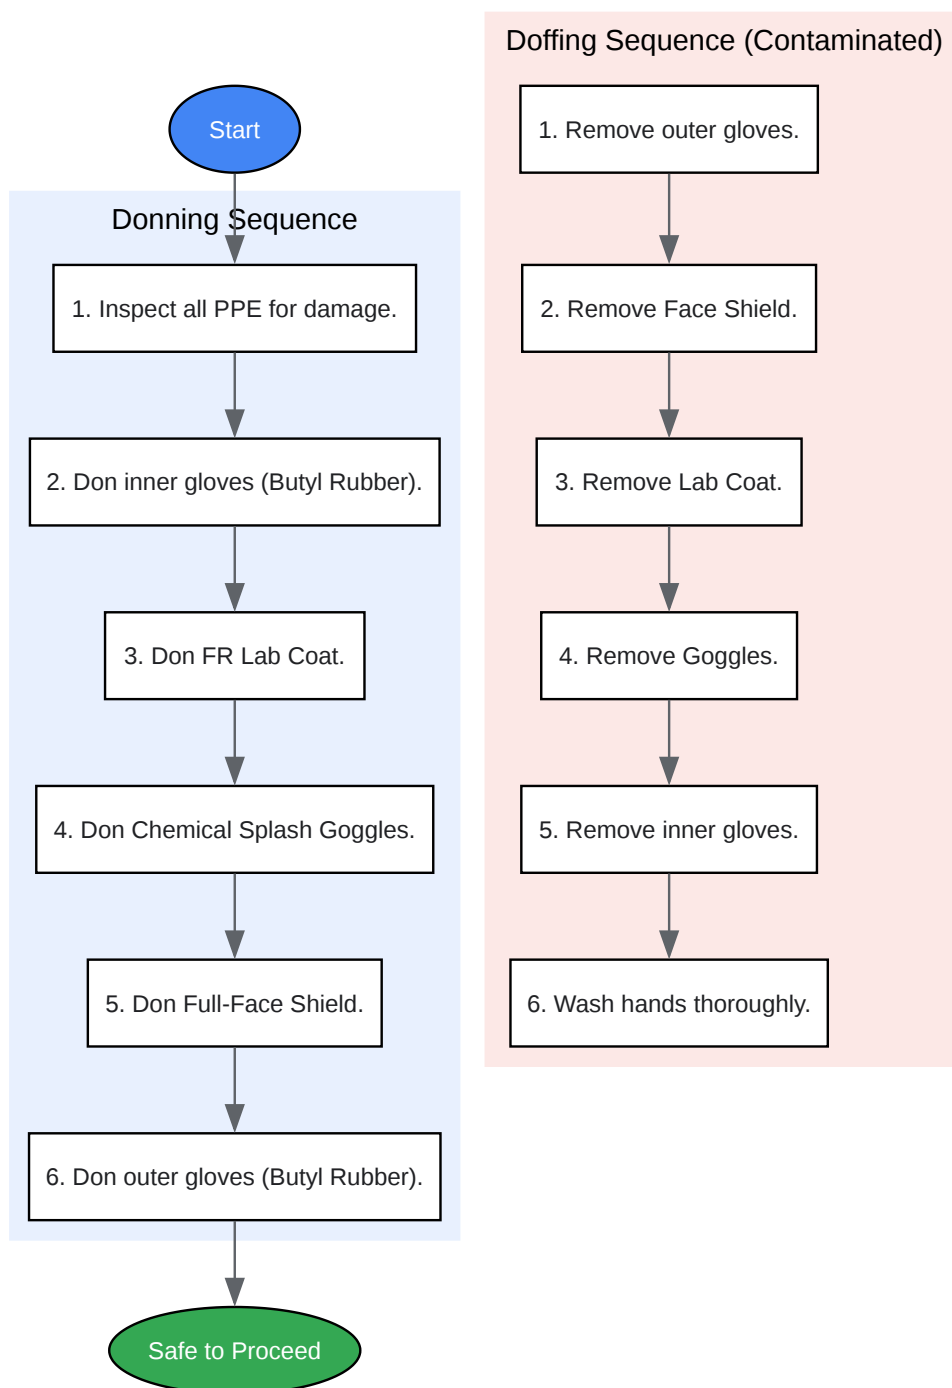 Start
Donning Sequence
1. Inspect all PPE for damage.
2. Don inner gloves (Butyl Rubber).
3. Don FR Lab Coat.
4. Don Chemical Splash Goggles.
5. Don Full-Face Shield.
6. Don outer gloves (Butyl Rubber).
Safe to Proceed
Doffing Sequence (Contaminated)
1. Remove outer gloves.
2. Remove Face Shield.
3. Remove Lab Coat.
4. Remove Goggles.
5. Remove inner gloves.
6. Wash hands thoroughly.